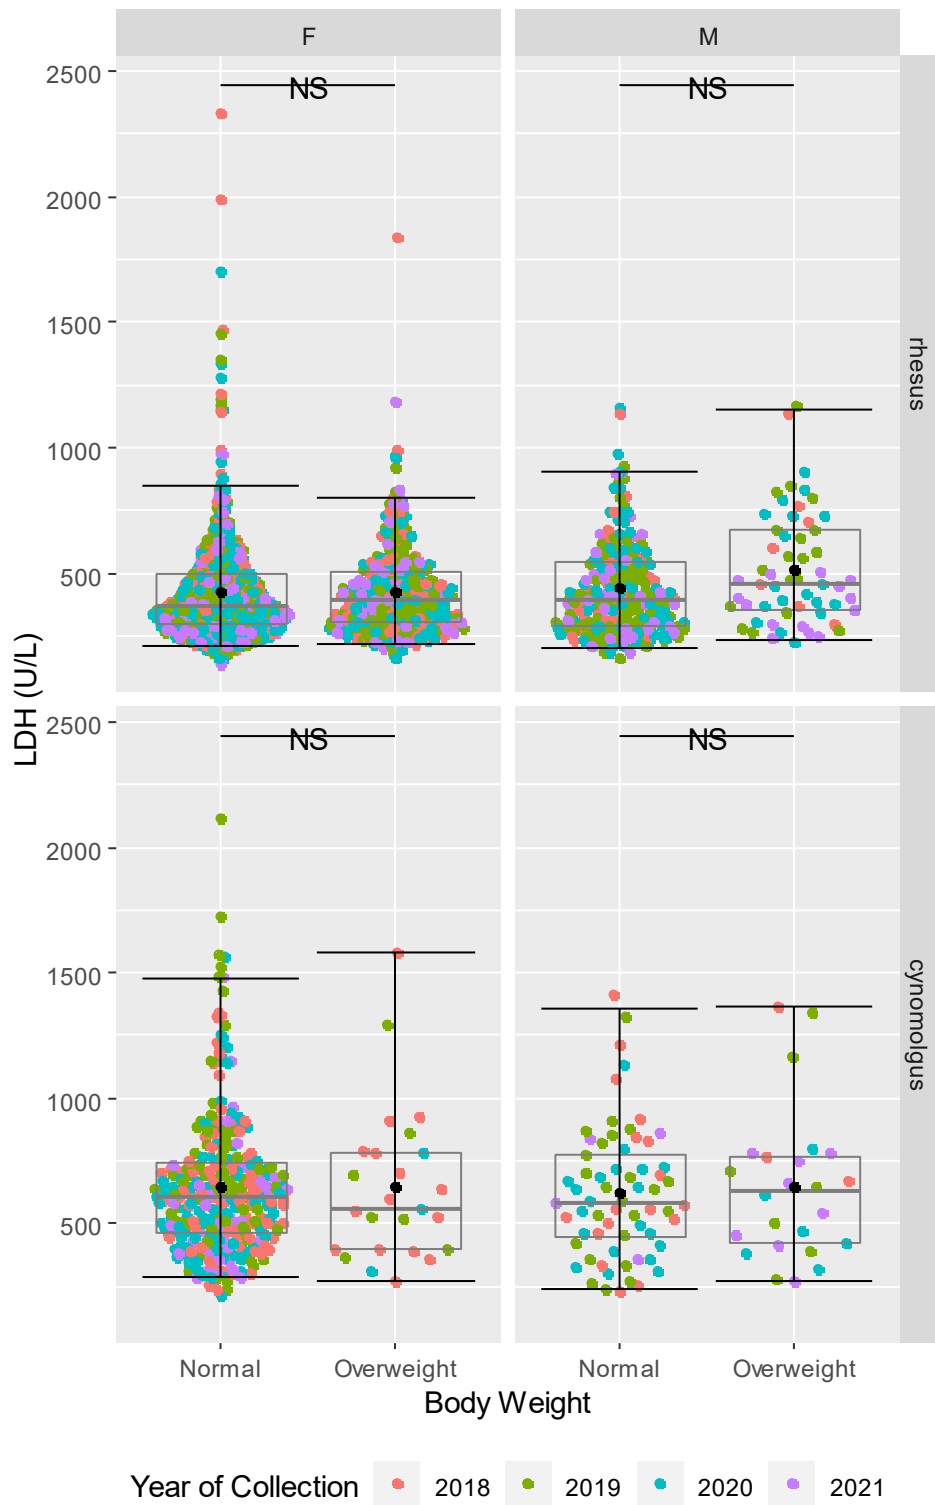 F
M
2500
NS
NS
2000
1500
1000
500
rhesus
LDH (U/L)
2500
NS
NS
2000
1500
1000
500
cynomolgus
Normal
Overweight
Normal
Overweight
Body Weight
Year of Collection 2018 2019 2020 2021